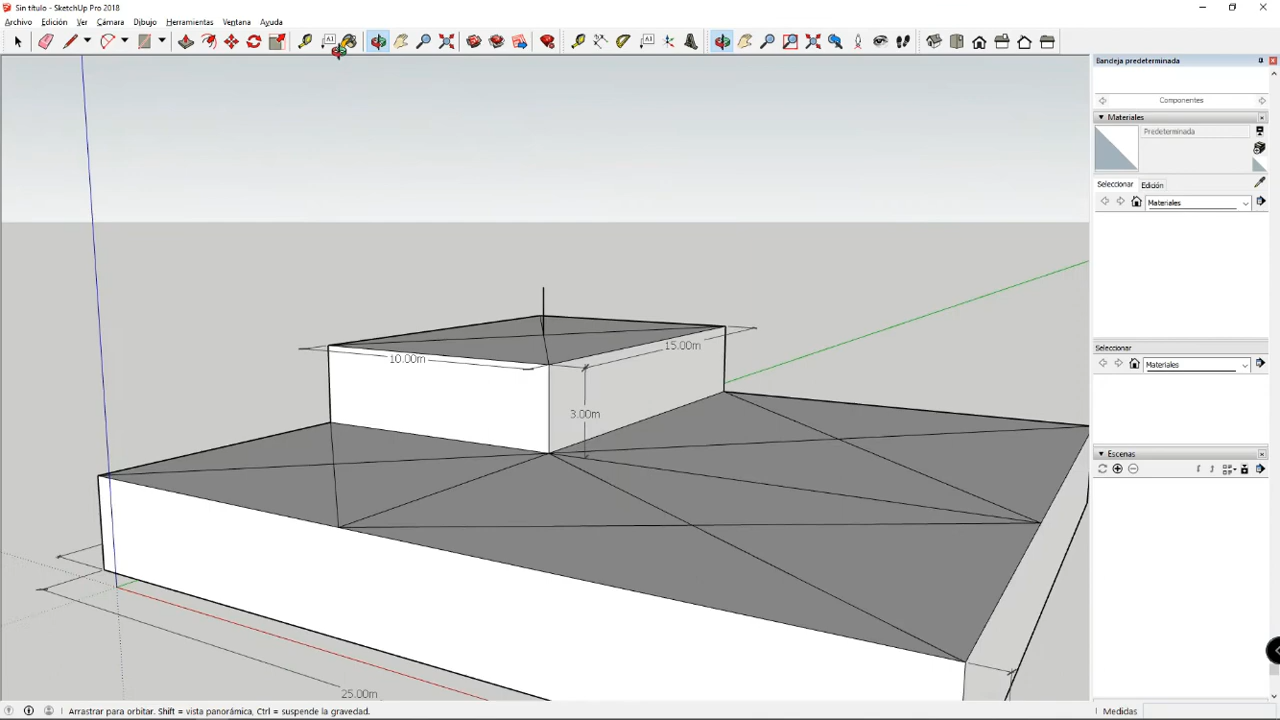 Sin título - SketchUp Pro 2018
Archivo Edición Ver Cámara Dibujo Herramientas Ventana Ayuda
Bandeja predeterminada
Componentes
Materiales
Predeterminada
Seleccionar Edición
Materiales
Seleccionar
Materiales
Escenas
10.00m
15.00m
3.00m
25.00m
Arrastrar para orbitar. Shift = vista panorámica, Ctrl = suspende la gravedad.
Medidas